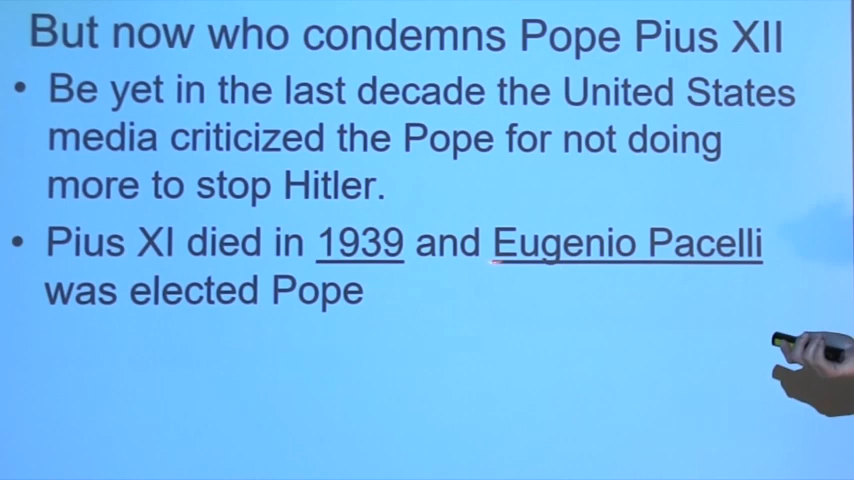 But now who condemns Pope Pius XII
• Be yet in the last decade the United States
media criticized the Pope for not doing
more to stop Hitler.
• Pius XI died in 1939 and Eugenio Pacelli
was elected Pope